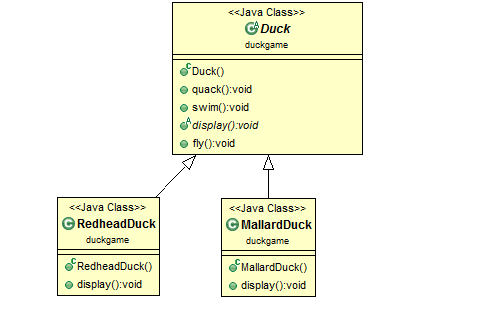 <<Java Class>>
Duck
duckgame
Duck()
quack():void
swim():void
display():void
fly():void
<<Java Class>>
RedheadDuck
duckgame
RedheadDuck()
display():void
<<Java Class>>
MallardDuck
duckgame
MallardDuck()
display():void